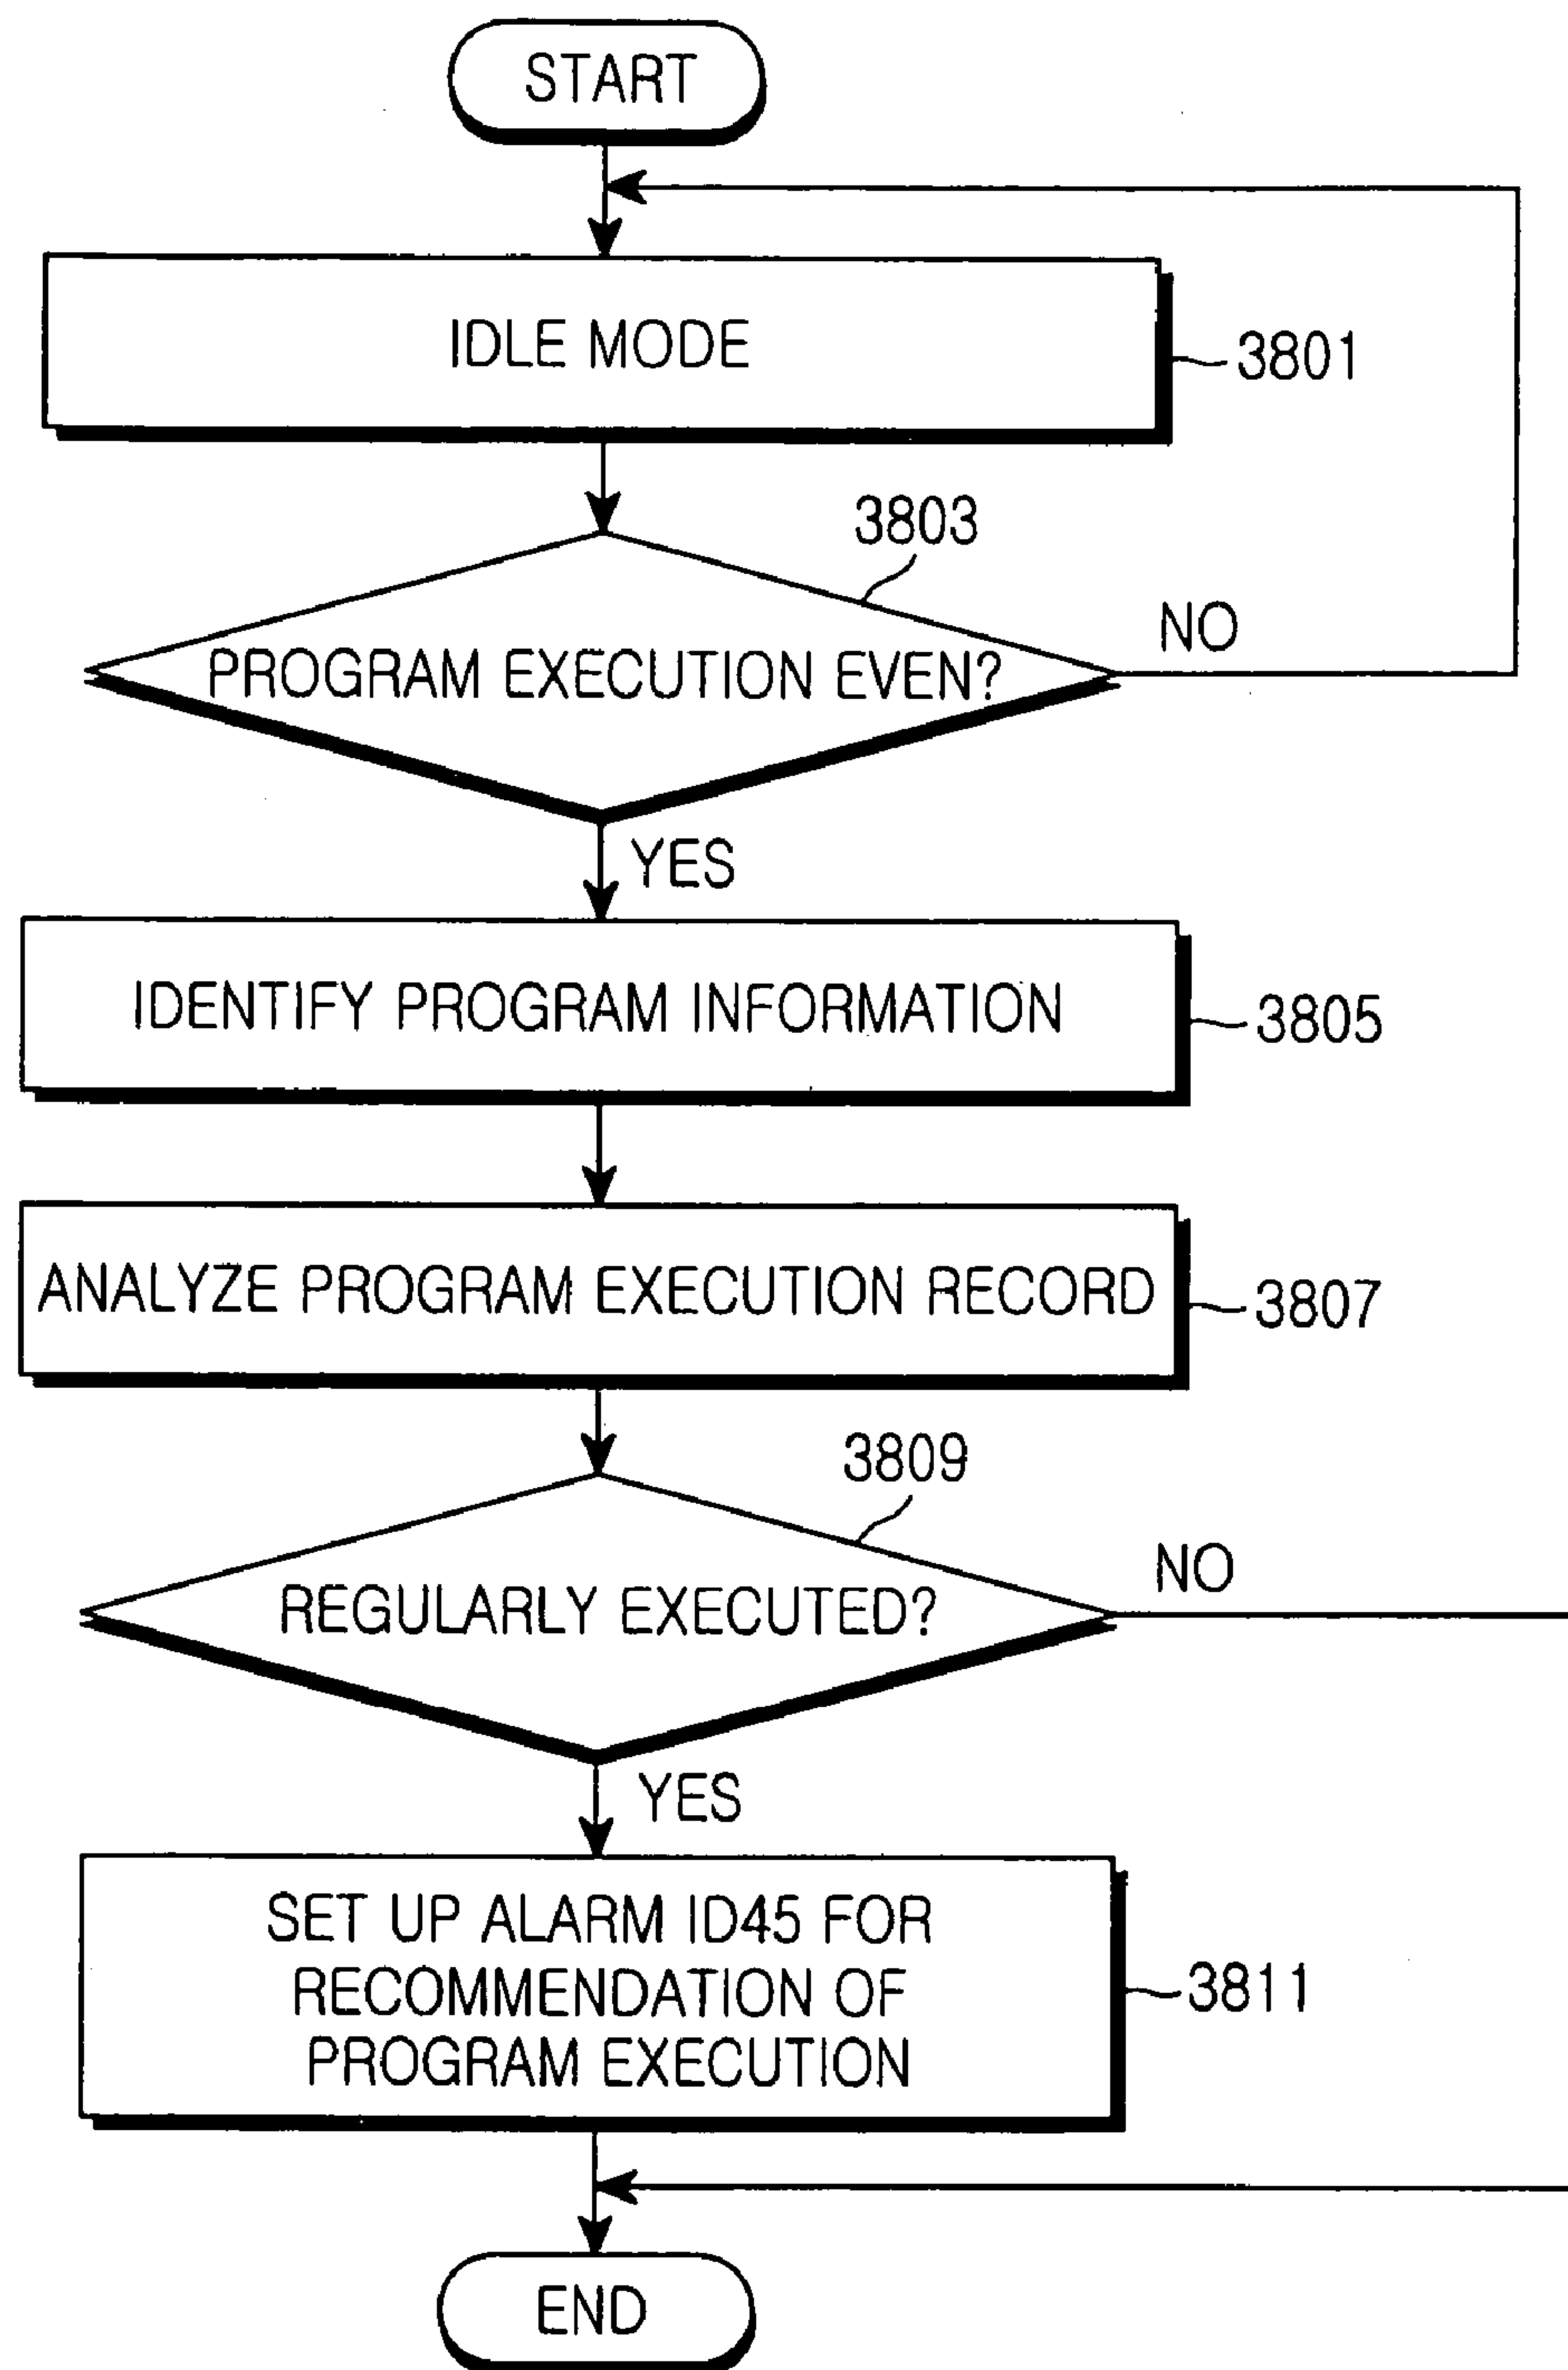 START
IDLE MODE
3801
3803
PROGRAM EXECUTION EVEN?
NO
YES
IDENTIFY PROGRAM INFORMATION
3805
ANALYZE PROGRAM EXECUTION RECORD
3807
3809
REGULARLY EXECUTED?
NO
YES
SET UP ALARM ID45 FOR
RECOMMENDATION OF
PROGRAM EXECUTION
3811
END